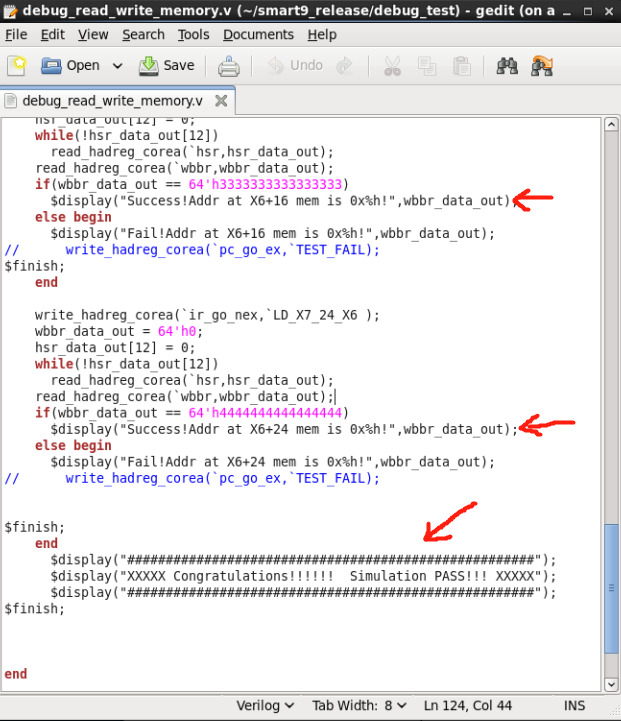 debug_read_write_memory.v (~/smart9_release/debug_test) - gedit (on a
File Edit View Search Tools Documents Help
Open Save Undo
debug_read_write_memory.v
hsr_data_out[12] = 0;
while(!hsr_data_out[12])
read_hadreg_corea(`hsr,hsr_data_out);
read_hadreg_corea(`wbbr,wbbr_data_out);
if(wbbr_data_out == 64'h3333333333333333)
$display("Success!Addr at X6+16 mem is 0x%h!",wbbr_data_out);
else begin
$display("Fail!Addr at X6+16 mem is 0x%h!",wbbr_data_out);
// write_hadreg_corea(`pc_go_ex,`TEST_FAIL);
$finish;
end
write_hadreg_corea(`ir_go_nex,`LD_X7_24_X6 );
wbbr_data_out = 64'h0;
hsr_data_out[12] = 0;
while(!hsr_data_out[12])
read_hadreg_corea(`hsr,hsr_data_out);
read_hadreg_corea(`wbbr,wbbr_data_out);
if(wbbr_data_out == 64'h4444444444444444)
$display("Success!Addr at X6+24 mem is 0x%h!",wbbr_data_out);
else begin
$display("Fail!Addr at X6+24 mem is 0x%h!",wbbr_data_out);
// write_hadreg_corea(`pc_go_ex,`TEST_FAIL);
$finish;
end
$display("#####################################################");
$display("XXXXX Congratulations!!!!!! Simulation PASS!!! XXXXX");
$display("#####################################################");
$finish;
end
Verilog Tab Width: 8 Ln 124, Col 44 INS